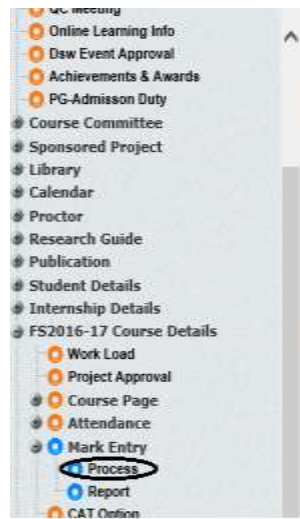 QC Meeting
Online Learning Info
Dsw Event Approval
Achievements & Awards
PG-Admisson Duty
Course Committee
Sponsored Project
Library
Calendar
Proctor
Research Guide
Publication
Student Details
Internship Details
FS2016-17 Course Details
Work Load
Project Approval
Course Page
Attendance
Mark Entry
Process
Report
CAT Option